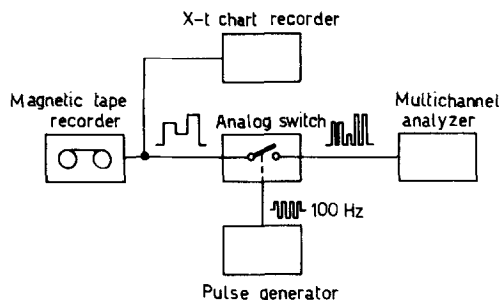 X-t chart recorder
Magnetic tape
recorder
Analog switch
Multichannel
analyzer
100 Hz
Pulse generator